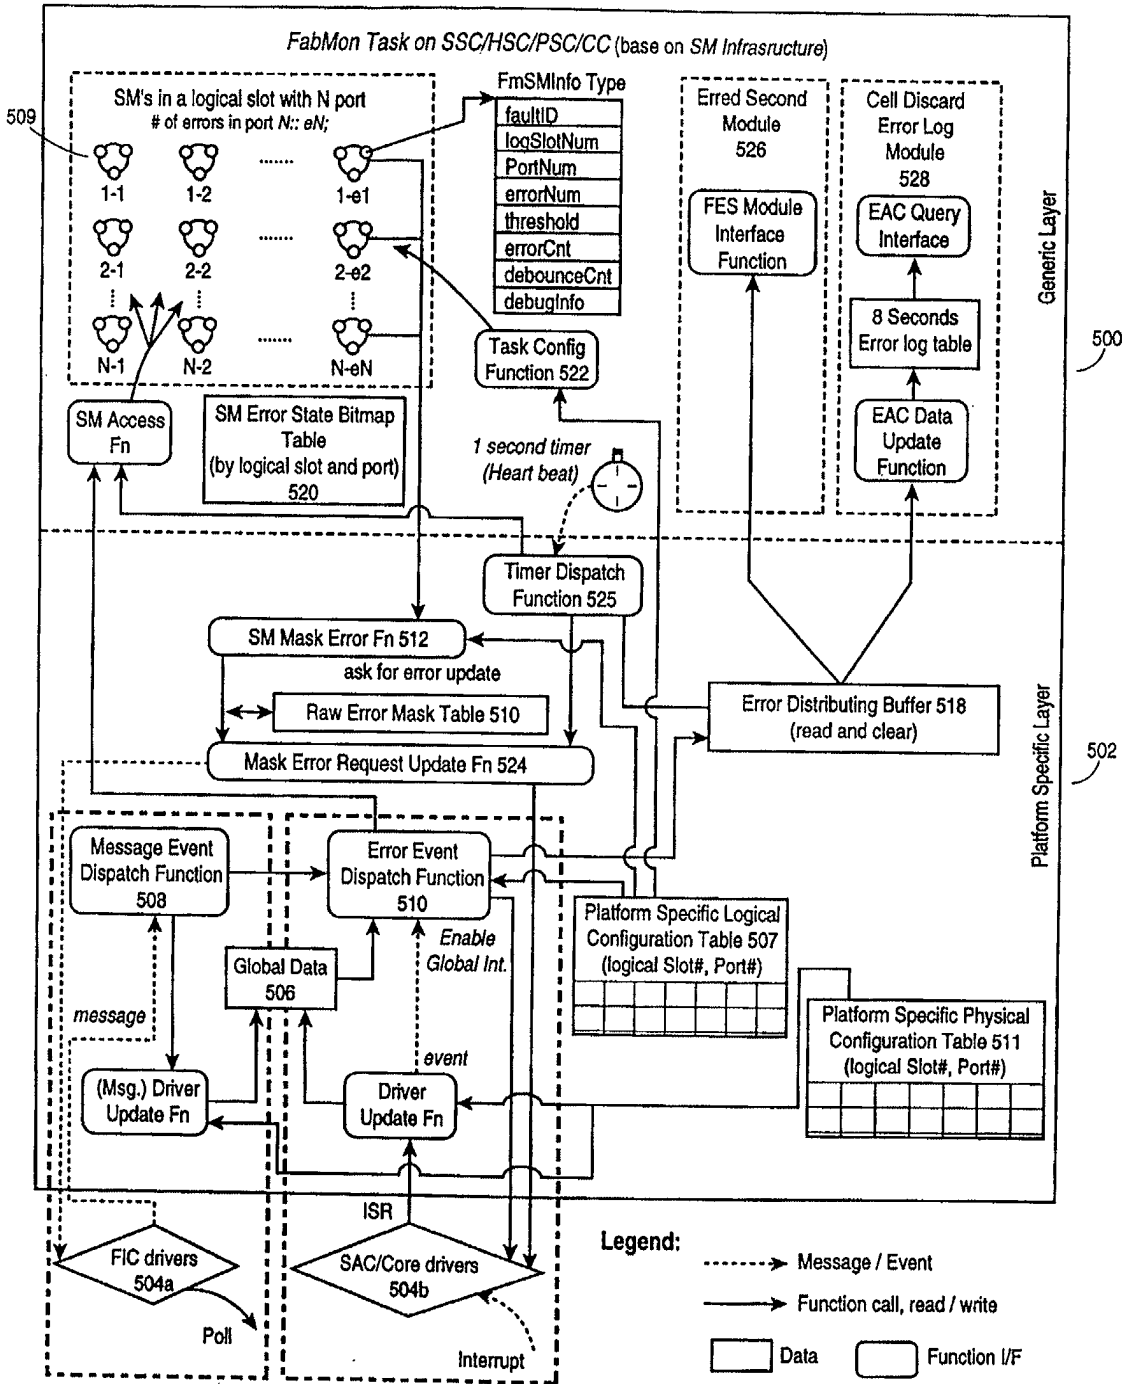 FabMon Task on SSC/HSC/PSC/CC (base on SM Infrasructure)
SM's in a logical slot with N port
# of errors in port N:: eN;
509
1-1
1-2
.......
1-e1
2-1
2-2
.......
2-e2
N-1
N-2
.......
N-eN
FmSMInfo Type
faultID
logSlotNum
PortNum
errorNum
threshold
errorCnt
debounceCnt
debugInfo
Erred Second
Module
526
FES Module
Interface
Function
Cell Discard
Error Log
Module
528
EAC Query
Interface
8 Seconds
Error log table
EAC Data
Update
Function
Generic Layer
500
Task Config
Function 522
SM Access
Fn
SM Error State Bitmap
Table
(by logical slot and port)
520
1 second timer
(Heart beat)
Timer Dispatch
Function 525
SM Mask Error Fn 512
ask for error update
Raw Error Mask Table 510
Mask Error Request Update Fn 524
Error Distributing Buffer 518
(read and clear)
Platform Specific Layer
502
Message Event
Dispatch Function
508
Error Event
Dispatch Function
510
Enable
Global Int.
Global Data
506
message
event
(Msg.) Driver
Update Fn
Driver
Update Fn
Platform Specific Logical
Configuration Table 507
(logical Slot#, Port#)
Platform Specific Physical
Configuration Table 511
(logical Slot#, Port#)
ISR
FIC drivers
504a
Poll
SAC/Core drivers
504b
Interrupt
Legend:
Message / Event
Function call, read / write
Data
Function I/F